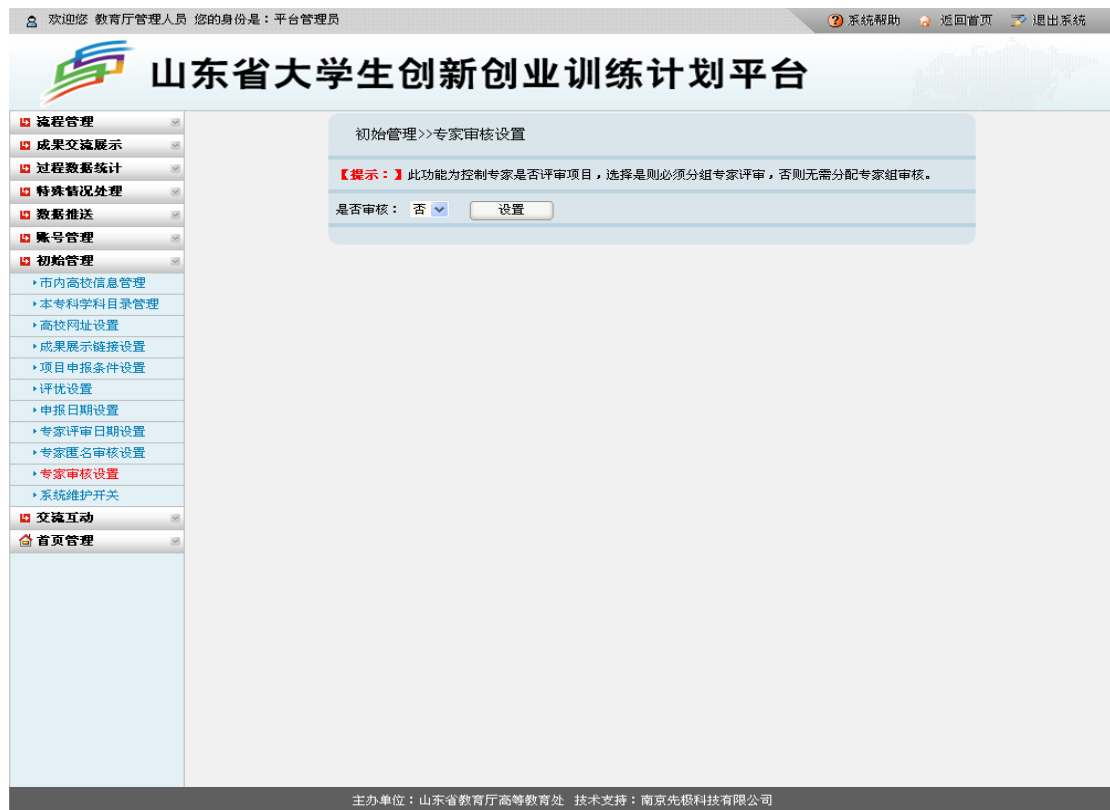 欢迎您 教育厅管理人员 您的身份是：平台管理员
系统帮助 返回首页 退出系统
山东省大学生创新创业训练计划平台
流程管理
成果交流展示
过程数据统计
特殊情况处理
数据推送
账号管理
初始管理
市内高校信息管理
本专科学科目录管理
高校网址设置
成果展示链接设置
项目申报条件设置
评优设置
申报日期设置
专家评审日期设置
专家匿名审核设置
专家审核设置
系统维护开关
交流互动
首页管理
初始管理>>专家审核设置
【提示：】此功能为控制专家是否评审项目，选择是则必须分组专家评审，否则无需分配专家组审核。
是否审核： 否 设置
主办单位：山东省教育厅高等教育处 技术支持：南京先极科技有限公司